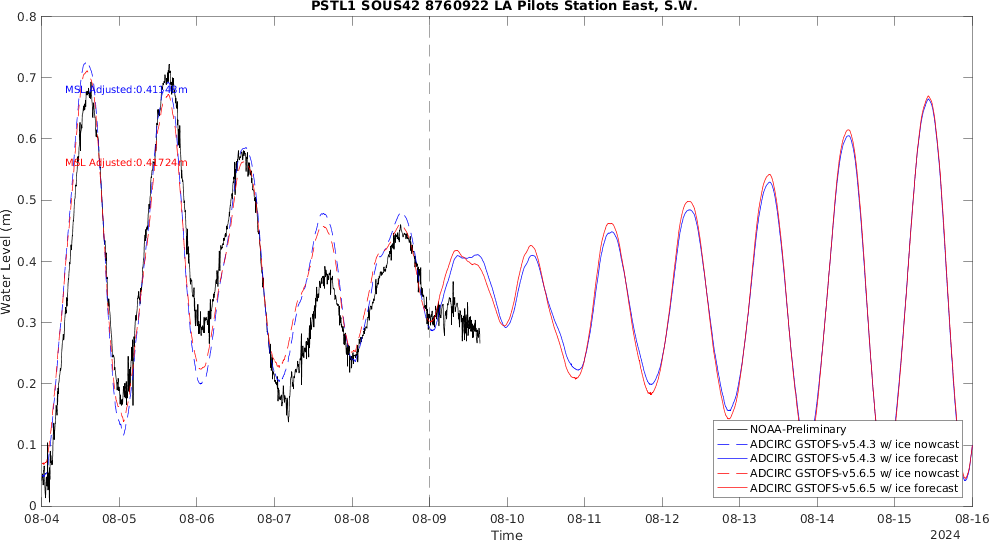 PSTL1 SOUS42 8760922 LA Pilots Station East, S.W.
0.8
0.7
0.6
0.5
0.4
0.3
0.2
0.1
0
Water Level (m)
MSL Adjusted:0.41724m
NOAA-Preliminary
ADCIRC GSTOFS-v5.4.3 w/ ice nowcast
ADCIRC GSTOFS-v5.4.3 w/ ice forecast
ADCIRC GSTOFS-v5.6.5 w/ ice nowcast
ADCIRC GSTOFS-v5.6.5 w/ ice forecast
08-04 08-05 08-06 08-07 08-08 08-09 08-10 08-11 08-12 08-13 08-14 08-15 08-16
Time
2024